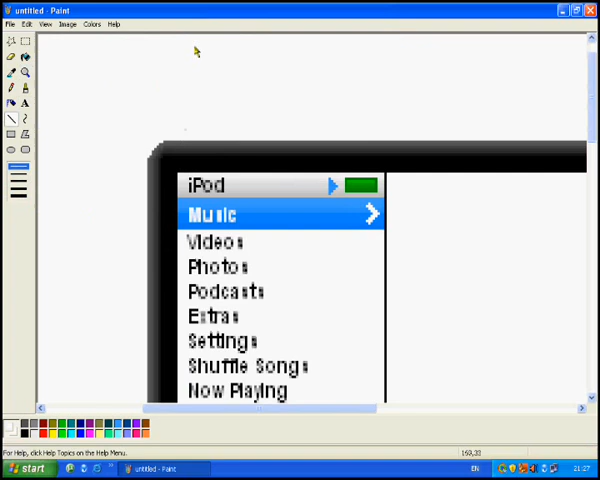 untitled - Paint
File Edit View Image Colors Help
A
iPod
Music
Videos
Photos
Podcasts
Extras
Settings
Shuffle Songs
Now Playing
For Help, click Help Topics on the Help Menu.
169,33
start
untitled - Paint
EN
21:27